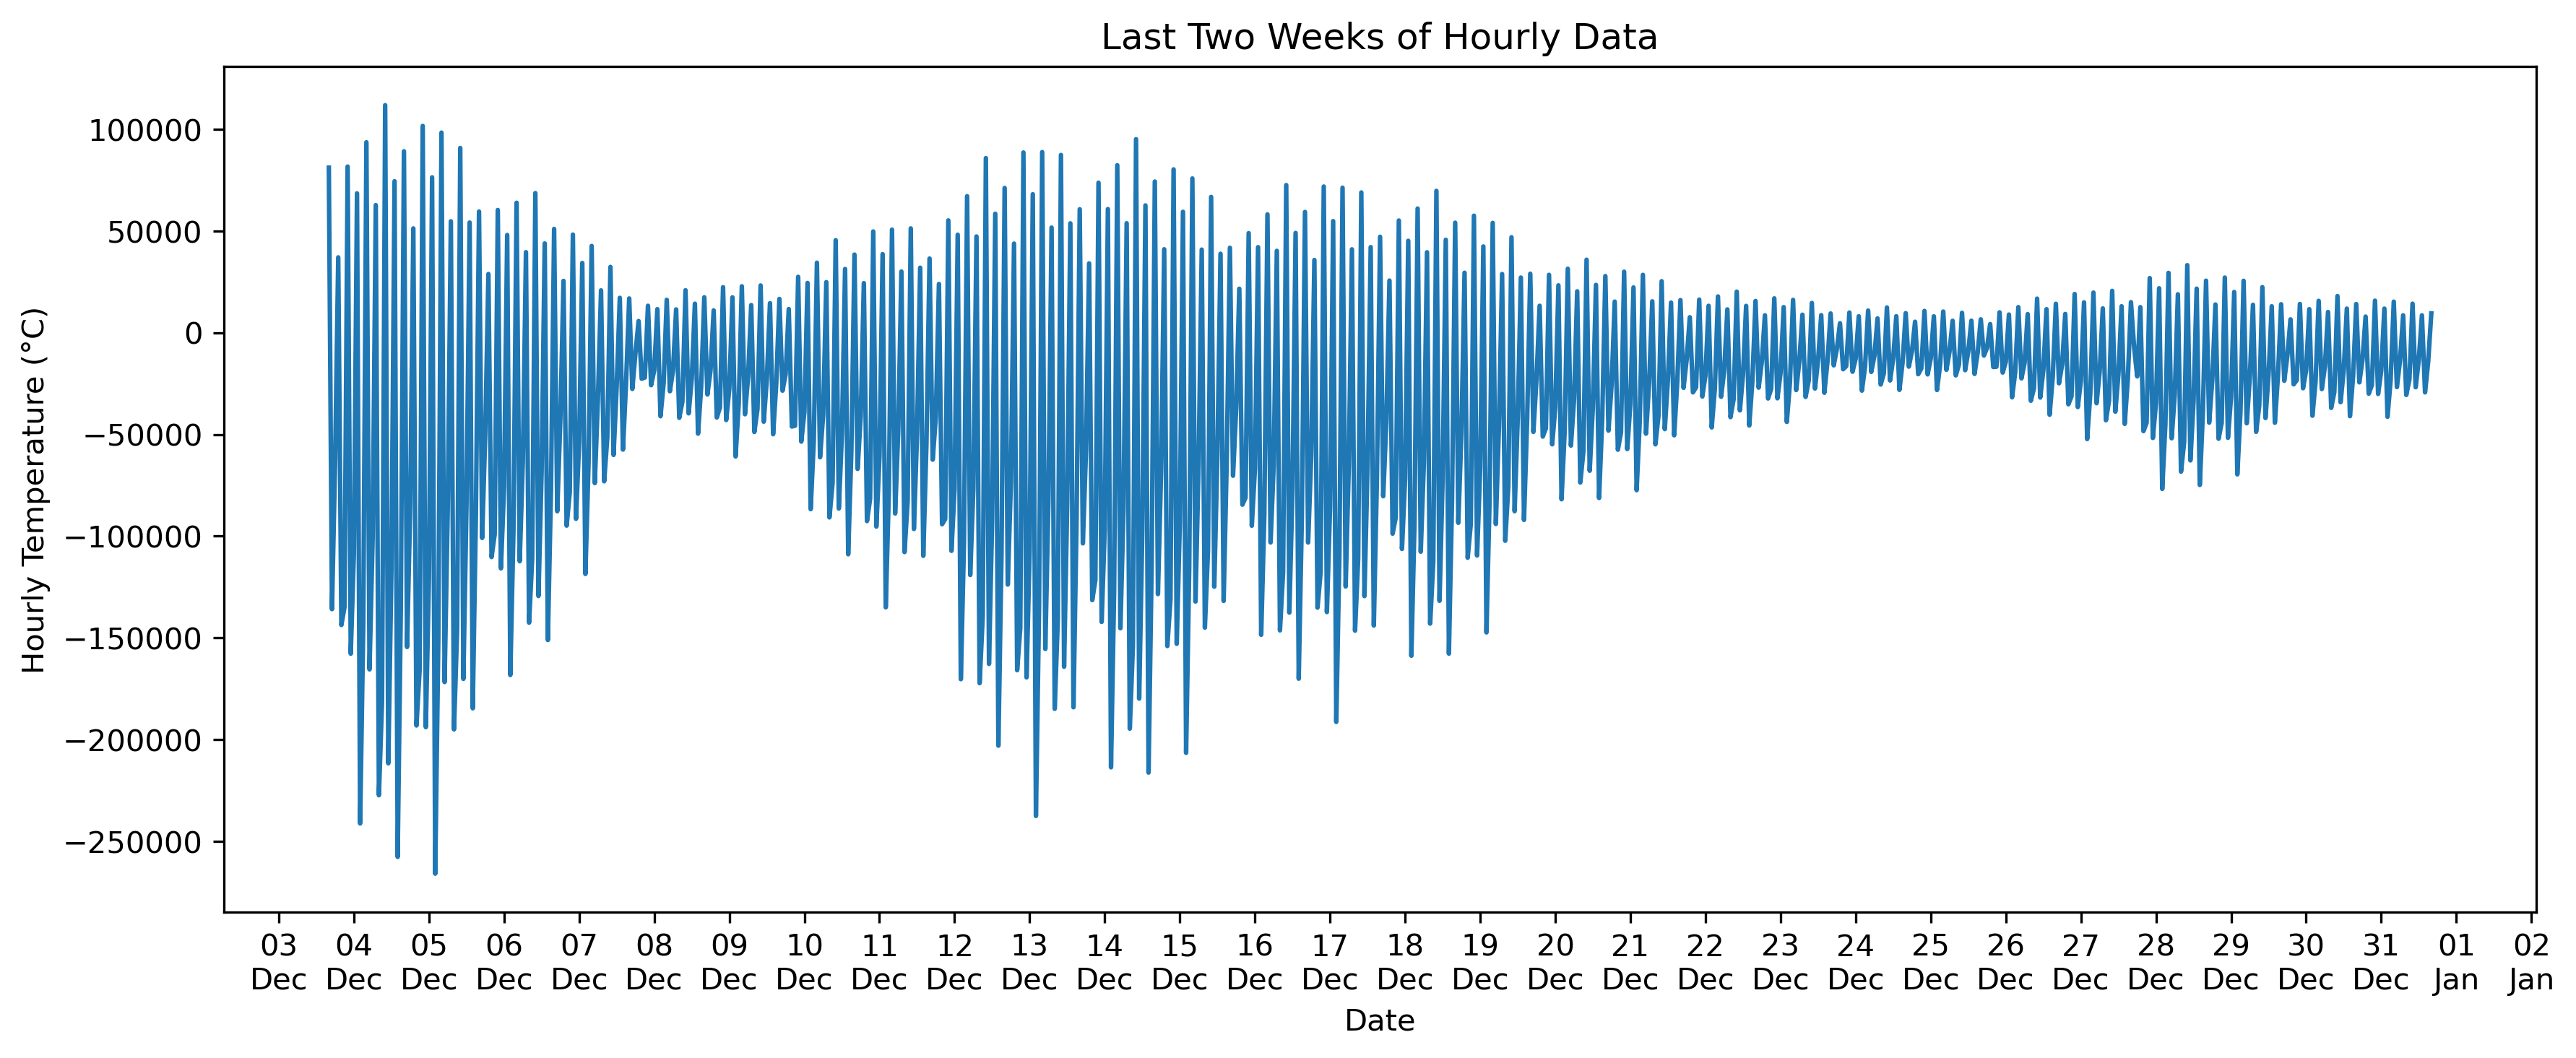 Last Two Weeks of Hourly Data
Hourly Temperature (°C)
100000
50000
0
−50000
−100000
−150000
−200000
−250000
03 Dec
04 Dec
05 Dec
06 Dec
07 Dec
08 Dec
09 Dec
10 Dec
11 Dec
12 Dec
13 Dec
14 Dec
15 Dec
16 Dec
17 Dec
18 Dec
19 Dec
20 Dec
21 Dec
22 Dec
23 Dec
24 Dec
25 Dec
26 Dec
27 Dec
28 Dec
29 Dec
30 Dec
31 Dec
01 Jan
02 Jan
Date